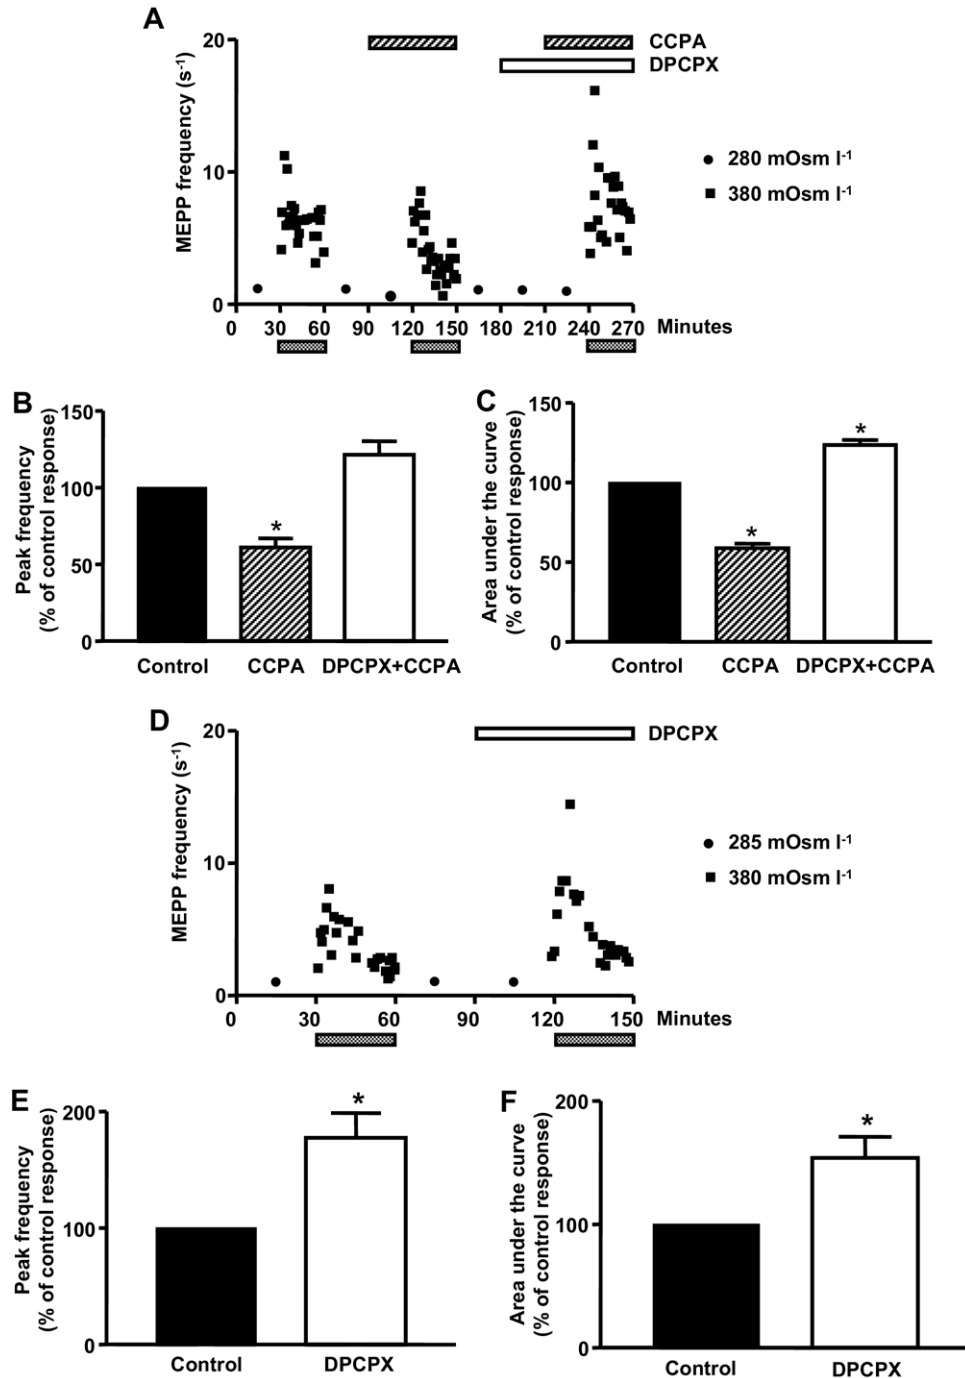 A
20
10
0
MEPP frequency (s-1)
CCPA
DPCPX
280 mOsm l-1
380 mOsm l-1
0 30 60 90 120 150 180 210 240 270 Minutes
B
150
100
50
0
Peak frequency
(% of control response)
*
Control CCPA DPCPX+CCPA
C
150
100
50
0
Area under the curve
(% of control response)
*
*
Control CCPA DPCPX+CCPA
D
20
10
0
MEPP frequency (s-1)
DPCPX
285 mOsm l-1
380 mOsm l-1
0 30 60 90 120 150 Minutes
E
200
100
0
Peak frequency
(% of control response)
*
Control DPCPX
F
200
100
0
Area under the curve
(% of control response)
*
Control DPCPX